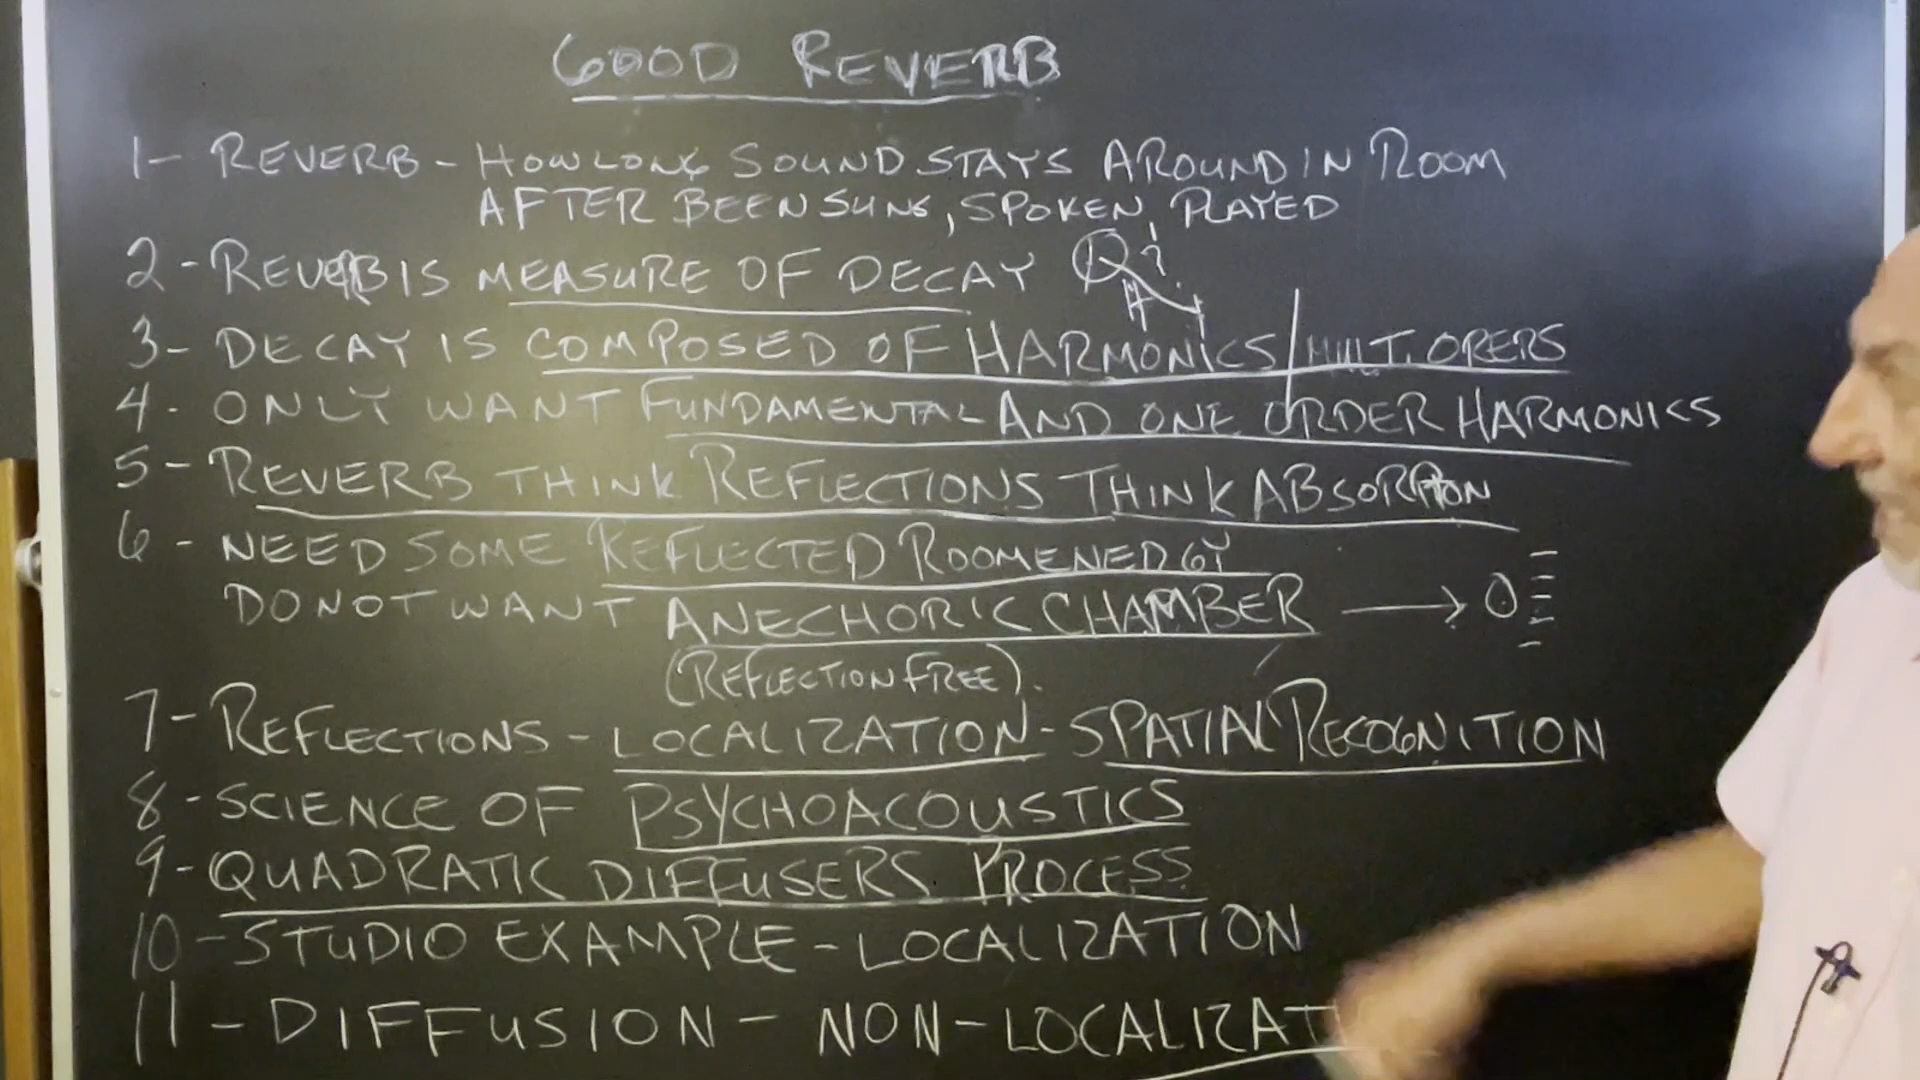 GOOD REVERB
1- REVERB - HOW LONG SOUND STAYS AROUND IN ROOM
AFTER BEEN SUNG, SPOKEN, PLAYED
2 - REVERB IS MEASURE OF DECAY
3- DECAY IS COMPOSED OF HARMONICS / MULT. ORERS
4- ONLY WANT FUNDAMENTAL AND ONE ORDER HARMONICS
5- REVERB THINK REFLECTIONS THINK ABSORPTION
6 - NEED SOME REFLECTED ROOM ENERGY
DO NOT WANT ANECHORIC CHAMBER → 0
(REFLECTION FREE).
7- REFLECTIONS - LOCALIZATION - SPATIAL RECOGNITION
8 - SCIENCE OF PSYCHOACOUSTICS
9- QUADRATIC DIFFUSERS PROCESS
10 - STUDIO EXAMPLE - LOCALIZATION
11 - DIFFUSION - NON-LOCALIZAT